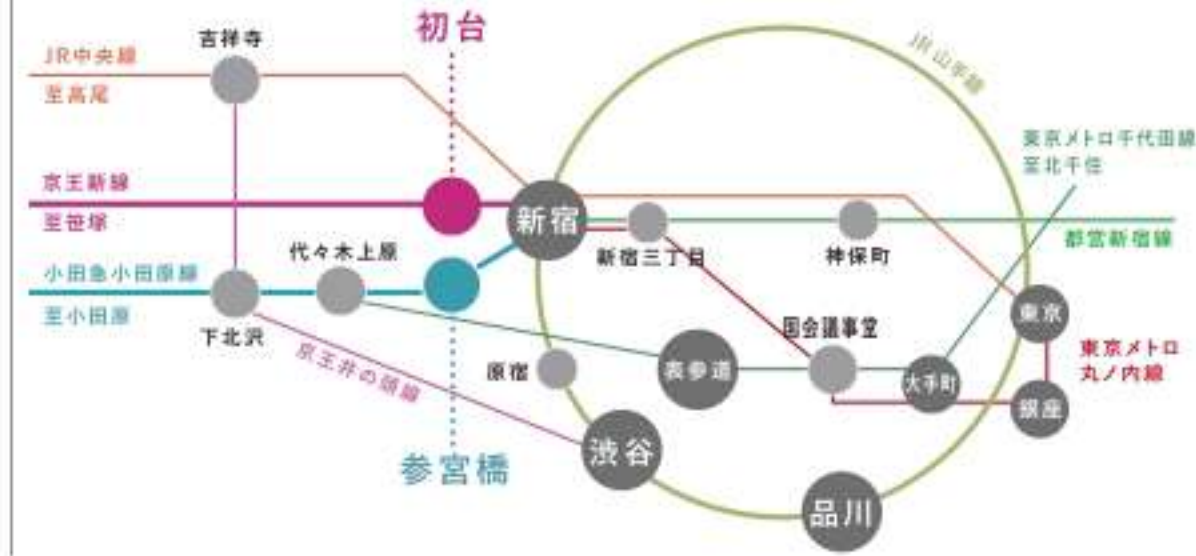 初台
吉祥寺
JR中央線
至高尾
JR山手線
東京メトロ千代田線
至北千住
京王新線
至笹塚
新宿
新宿三丁目
神保町
都営新宿線
代々木上原
小田急小田原線
至小田原
下北沢
京王井の頭線
国会議事堂
東京
原宿
表参道
大手町
東京メトロ
丸ノ内線
銀座
渋谷
参宮橋
品川